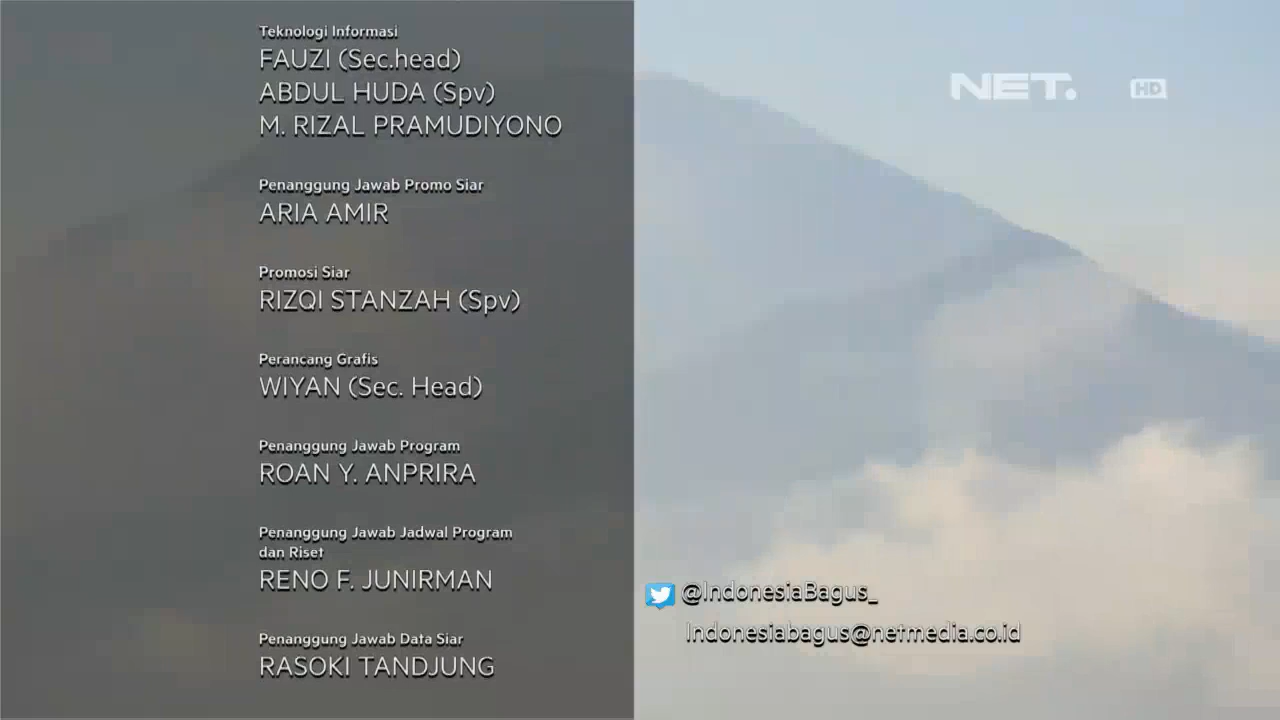 Teknologi Informasi
FAUZI (Sec.head)
ABDUL HUDA (Spv)
M. RIZAL PRAMUDIYONO
Penanggung Jawab Promo Siar
ARIA AMIR
Promosi Siar
RIZQI STANZAH (Spv)
Perancang Grafis
WIYAN (Sec. Head)
Penanggung Jawab Program
ROAN Y. ANPRIRA
Penanggung Jawab Jadwal Program
dan Riset
RENO F. JUNIRMAN
Penanggung Jawab Data Siar
RASOKI TANDJUNG
NET. HD
@IndonesiaBagus_
Indonesiabagus@netmedia.co.id